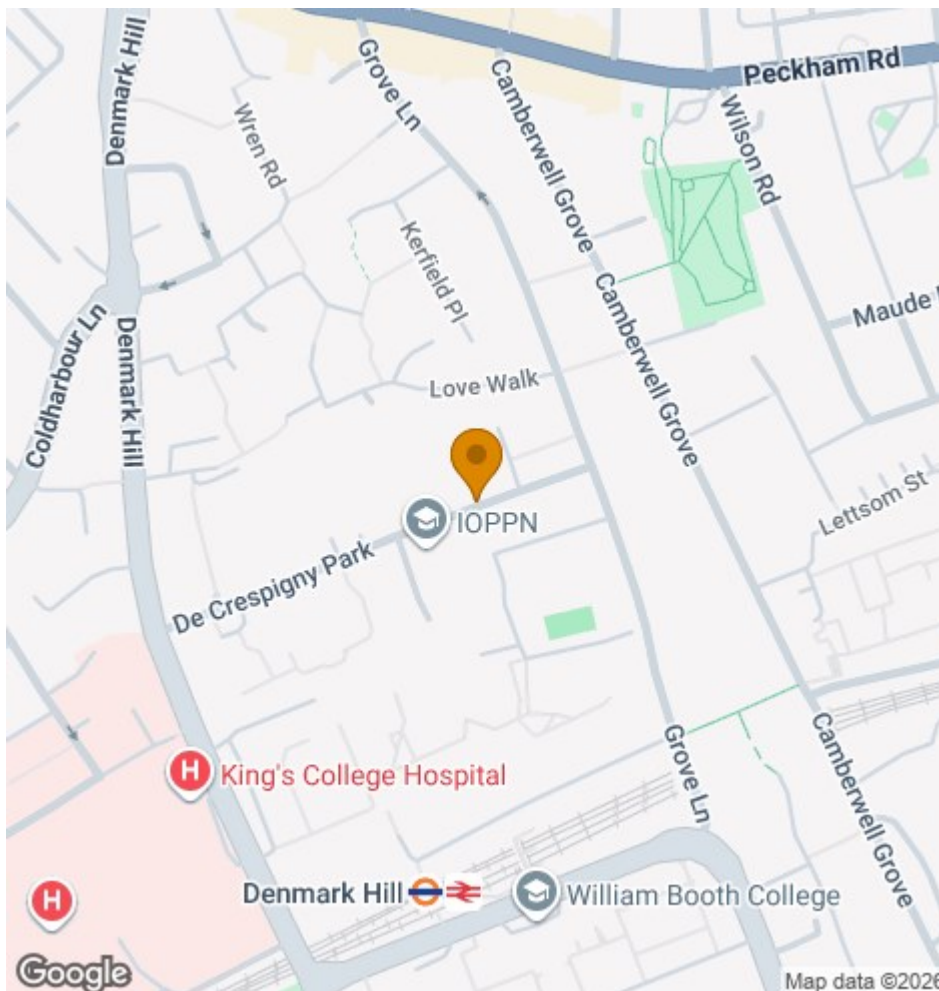 Denmark Hill
Grove Ln
Camberwell Grove
Peckham Rd
Wren Rd
Wilson Rd
Kerfield Pl
Camberwell Grove
Maude
Coldharbour Ln
Denmark Hill
Love Walk
Lettsom St
IOPPN
De Crespigny Park
H
King's College Hospital
Grove Ln
Camberwell Grove
H
Denmark Hill
William Booth College
Google
Map data ©2026